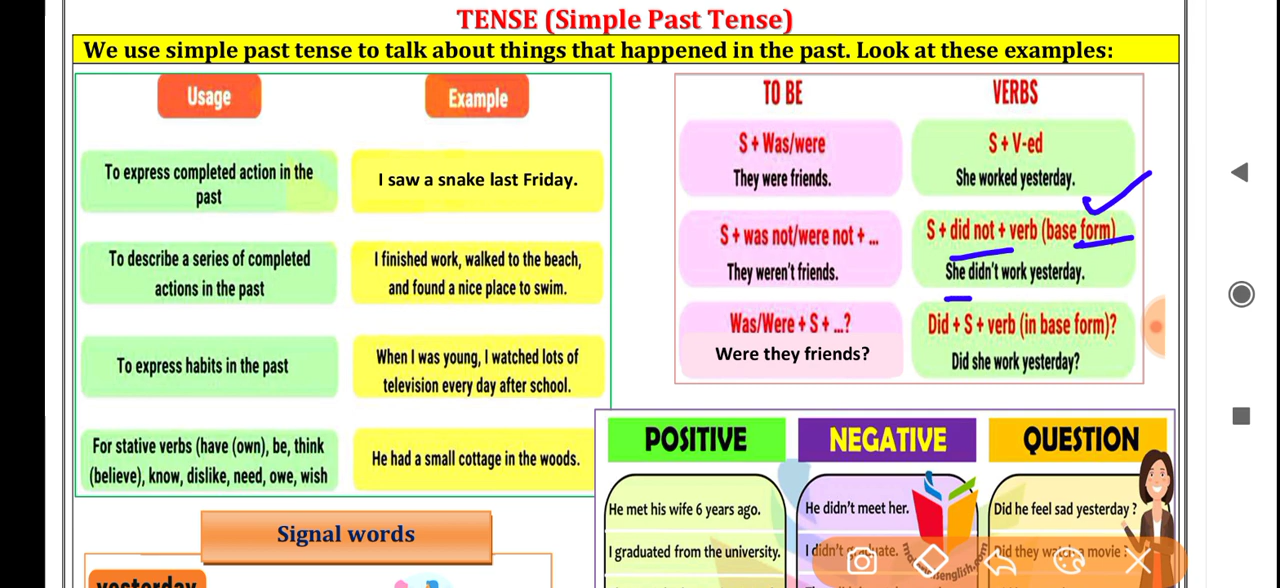 TENSE (Simple Past Tense)
We use simple past tense to talk about things that happened in the past. Look at these examples:
Usage
Example
To express completed action in the
past
I saw a snake last Friday.
To describe a series of completed
actions in the past
I finished work, walked to the beach,
and found a nice place to swim.
To express habits in the past
When I was young, I watched lots of
television every day after school.
For stative verbs (have (own), be, think
(believe), know, dislike, need, owe, wish
He had a small cottage in the woods.
Signal words
yesterday
TO BE
VERBS
S + Was/were
They were friends.
S + V-ed
She worked yesterday.
S + was not/were not + ...
They weren't friends.
S + did not + verb (base form)
She didn't work yesterday.
Was/Were + S + ...?
Were they friends?
Did + S + verb (in base form)?
Did she work yesterday?
POSITIVE
NEGATIVE
QUESTION
He met his wife 6 years ago.
He didn't meet her.
Did he feel sad yesterday ?
I graduated from the university.
I didn't graduate.
Did they watch a movie ?